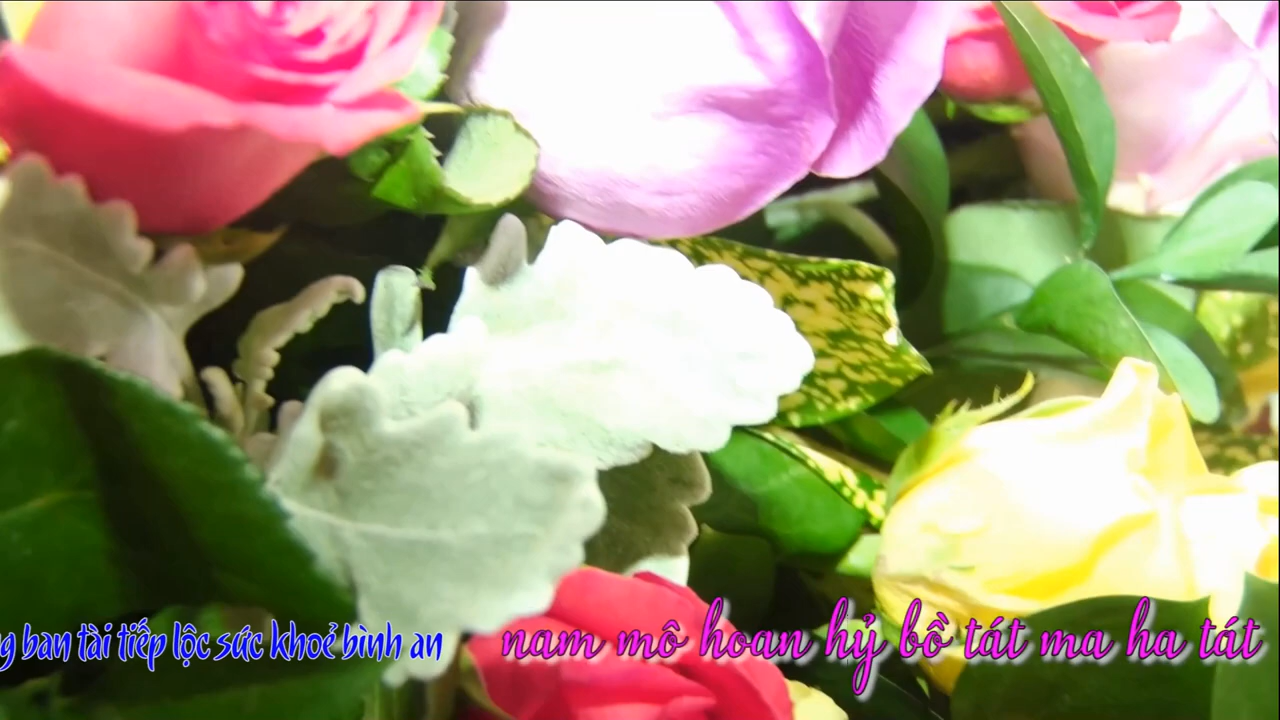 ban tài tiếp lộc sức khoẻ bình an nam mô hoan hỷ bồ tát ma ha tát